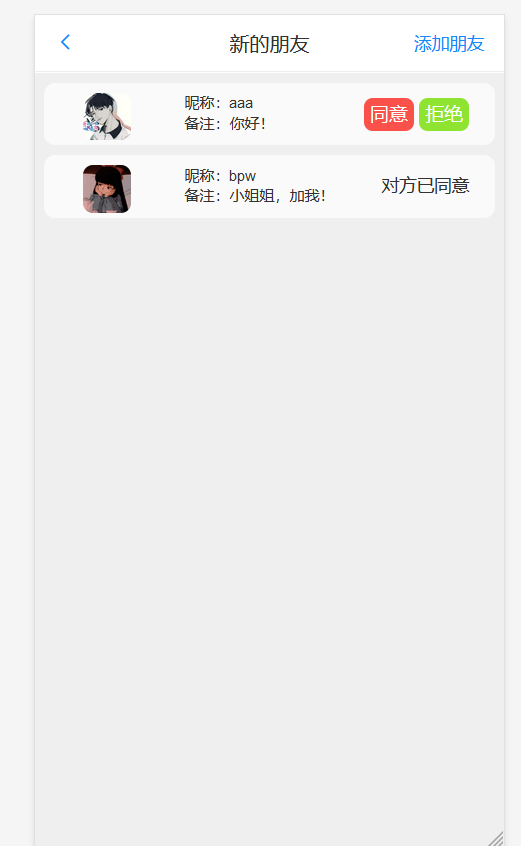 新的朋友
添加朋友
昵称：aaa
备注：你好！
同意
拒绝
昵称：bpw
备注：小姐姐，加我！
对方已同意